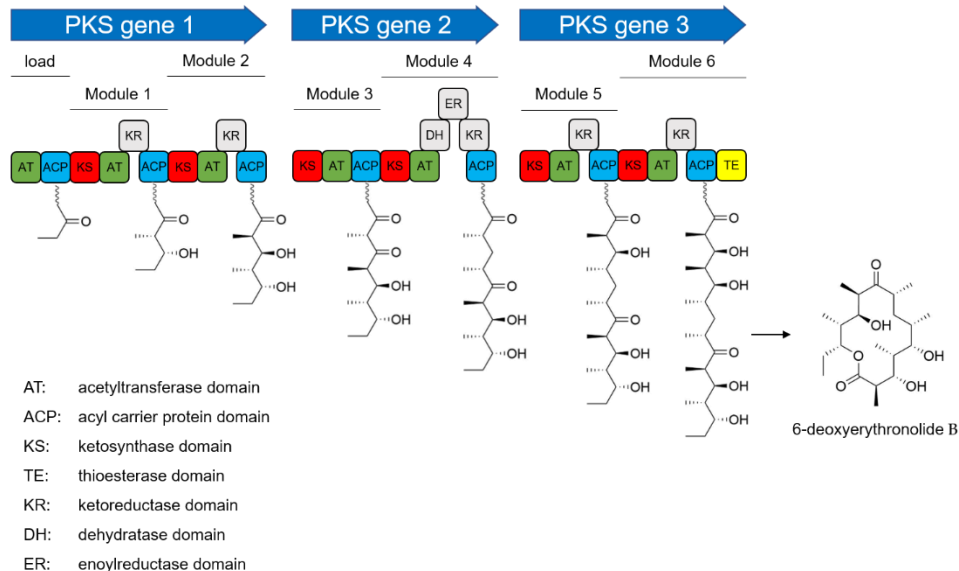 PKS gene 1 PKS gene 2 PKS gene 3
load Module 2 Module 4 Module 6
Module 1 Module 3 Module 5
ER
KR KR DH KR KR KR
AT ACP KS AT ACP KS AT ACP KS AT ACP KS AT ACP KS AT ACP KS AT ACP TE
O O O O O O
OH OH O OH
OH OH OH O OH
OH OH O OH
OH OH
O
OH
O
O OH
OH
6-deoxyerythronolide B
AT: acetyltransferase domain
ACP: acyl carrier protein domain
KS: ketosynthase domain
TE: thioesterase domain
KR: ketoreductase domain
DH: dehydratase domain
ER: enoylreductase domain